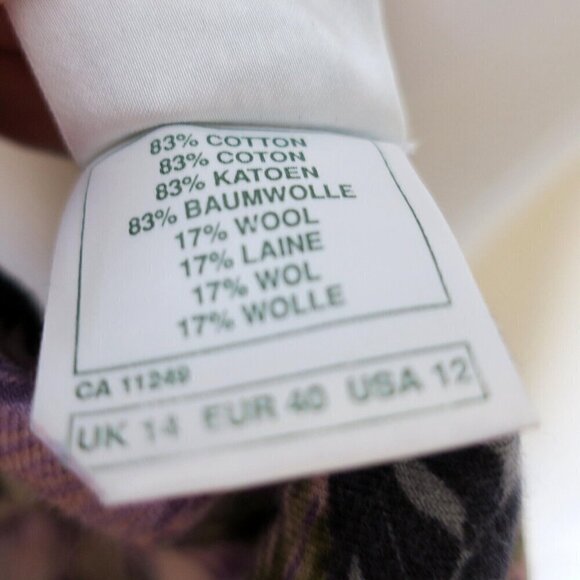 83% COTTON
83% COTON
83% KATOEN
83% BAUMWOLLE
17% WOOL
17% LAINE
17% WOL
17% WOLLE
CA 11249
UK 14 EUR 40 USA 12